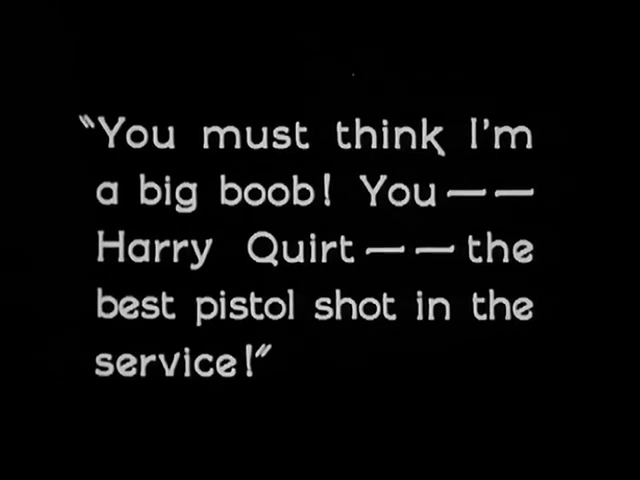 “You must think I'm
a big boob! You — —
Harry Quirt — — the
best pistol shot in the
service!”